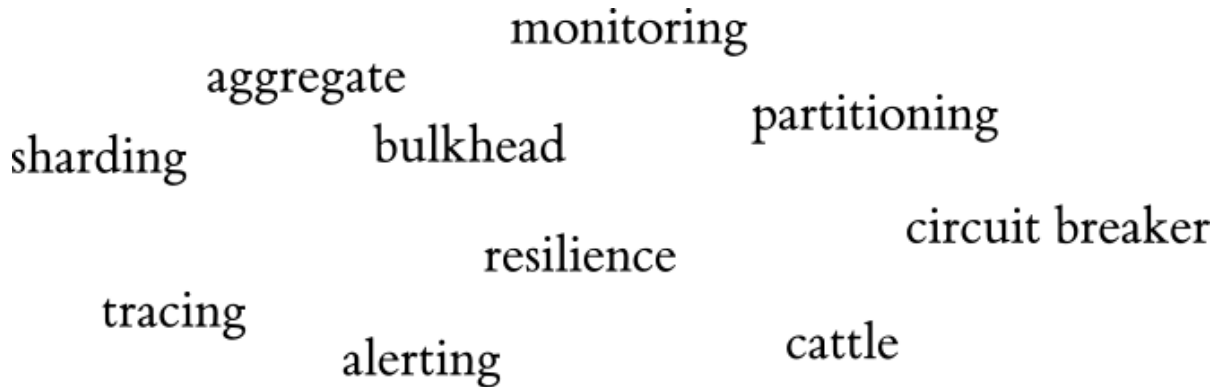 monitoring
aggregate
partitioning
sharding
bulkhead
circuit breaker
resilience
tracing
alerting
cattle